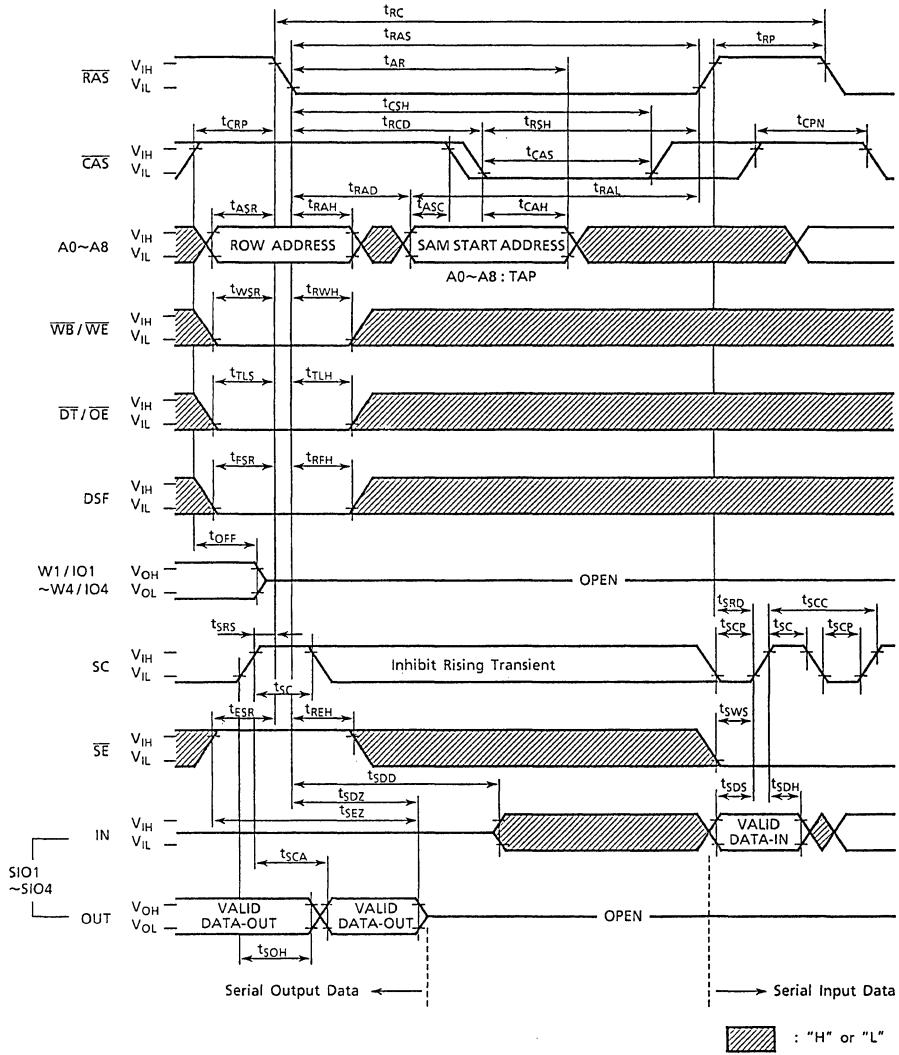 tRC
tRAS
tRP
tAR
RAS
VIH
VIL
tCSH
tCRP
tRCD
tRSH
tCPN
CAS
VIH
VIL
tCAS
tRAD
tRAL
tASR
tRAH
tASC
tCAH
A0~A8
VIH
VIL
ROW ADDRESS
SAM START ADDRESS
A0~A8 : TAP
tWSR
tRWH
WB / WE
VIH
VIL
tTLS
tTLH
DT / OE
VIH
VIL
tFSR
tRFH
DSF
VIH
VIL
tOFF
W1 / IO1
~W4 / IO4
VOH
VOL
OPEN
tSRD
tSCC
tSRS
tSCP
tSC
tSCP
SC
VIH
VIL
Inhibit Rising Transient
tSC
tESR
tREH
tSWS
SE
VIH
VIL
tSDD
tSDZ
tSEZ
tSDS
tSDH
IN
VIH
VIL
VALID
DATA-IN
SIO1
~SIO4
tSCA
OUT
VOH
VOL
VALID
DATA-OUT
VALID
DATA-OUT
OPEN
tSOH
Serial Output Data
Serial Input Data
: "H" or "L"